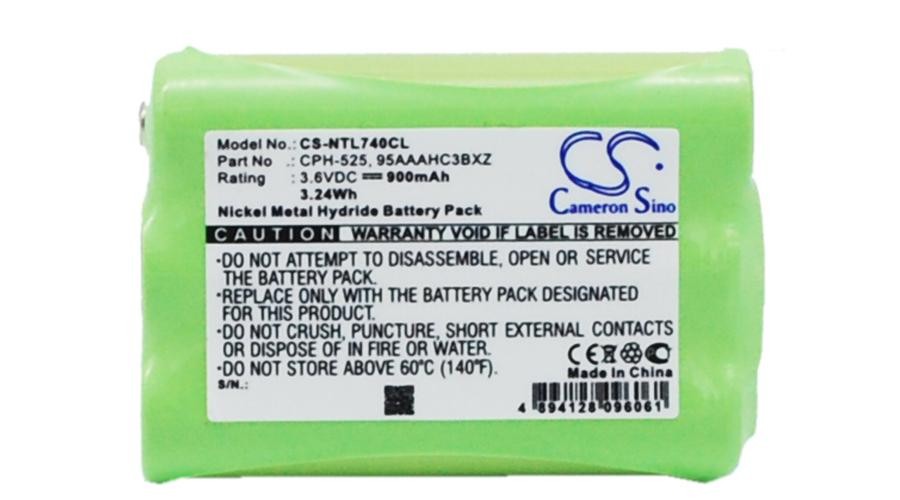 Model No.: CS-NTL740CL
Part No : CPH-525, 95AAAHC3BXZ
Rating : 3.6VDC 900mAh
3.24Wh
Nickel Metal Hydride Battery Pack
CS
Cameron Sino
CAUTION WARRANTY VOID IF LABEL IS REMOVED
·DO NOT ATTEMPT TO DISASSEMBLE, OPEN OR SERVICE
THE BATTERY PACK.
·REPLACE ONLY WITH THE BATTERY PACK DESIGNATED
FOR THIS PRODUCT.
·DO NOT CRUSH, PUNCTURE, SHORT EXTERNAL CONTACTS
OR DISPOSE OF IN FIRE OR WATER.
·DO NOT STORE ABOVE 60°C (140°F).
CE
Made In China
S/N.:
4 894128 096061